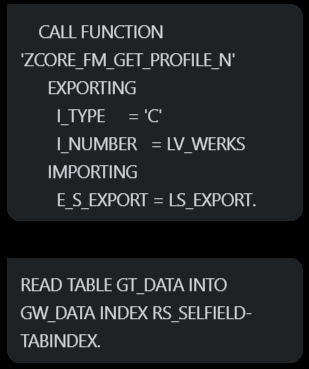 CALL FUNCTION
'ZCORE_FM_GET_PROFILE_N'
EXPORTING
I_TYPE = 'C'
I_NUMBER = LV_WERKS
IMPORTING
E_S_EXPORT = LS_EXPORT.
READ TABLE GT_DATA INTO
GW_DATA INDEX RS_SELFIELD-
TABINDEX.